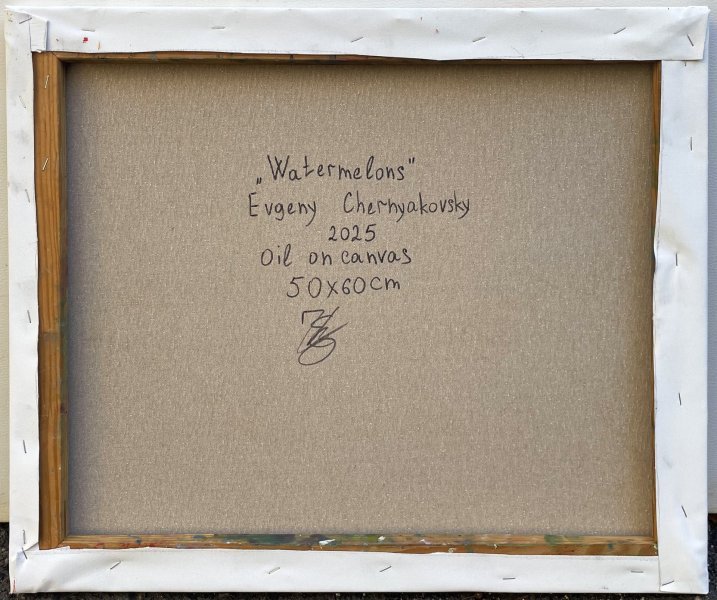 „Watermelons"
Evgeny Chernyakovsky
2025
Oil on canvas
50x60cm